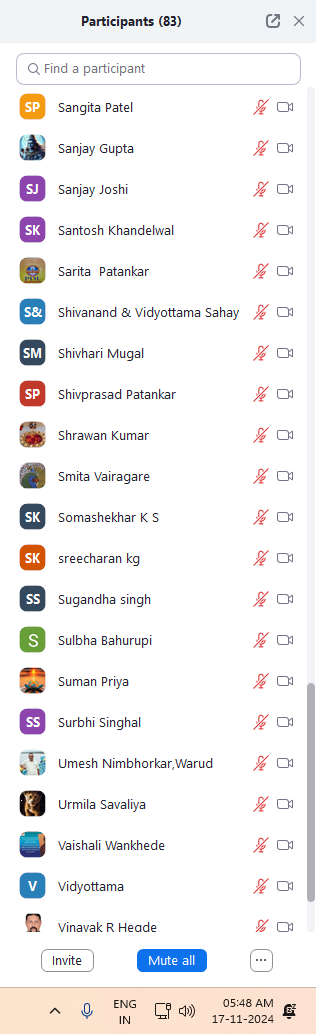 Participants (83)
Find a participant
SP Sangita Patel
Sanjay Gupta
SJ Sanjay Joshi
SK Santosh Khandelwal
Sarita Patankar
S& Shivanand & Vidyottama Sahay
SM Shivhari Mugal
SP Shivprasad Patankar
Shrawan Kumar
Smita Vairagare
SK Somashekhar K S
SK sreecharan kg
SS Sugandha singh
S Sulbha Bahurupi
Suman Priya
SS Surbhi Singhal
Umesh Nimbhorkar,Warud
Urmila Savaliya
Vaishali Wankhede
V Vidyottama
Vinayak R Hegde
Invite Mute all ...
ENG 05:48 AM
IN 17-11-2024